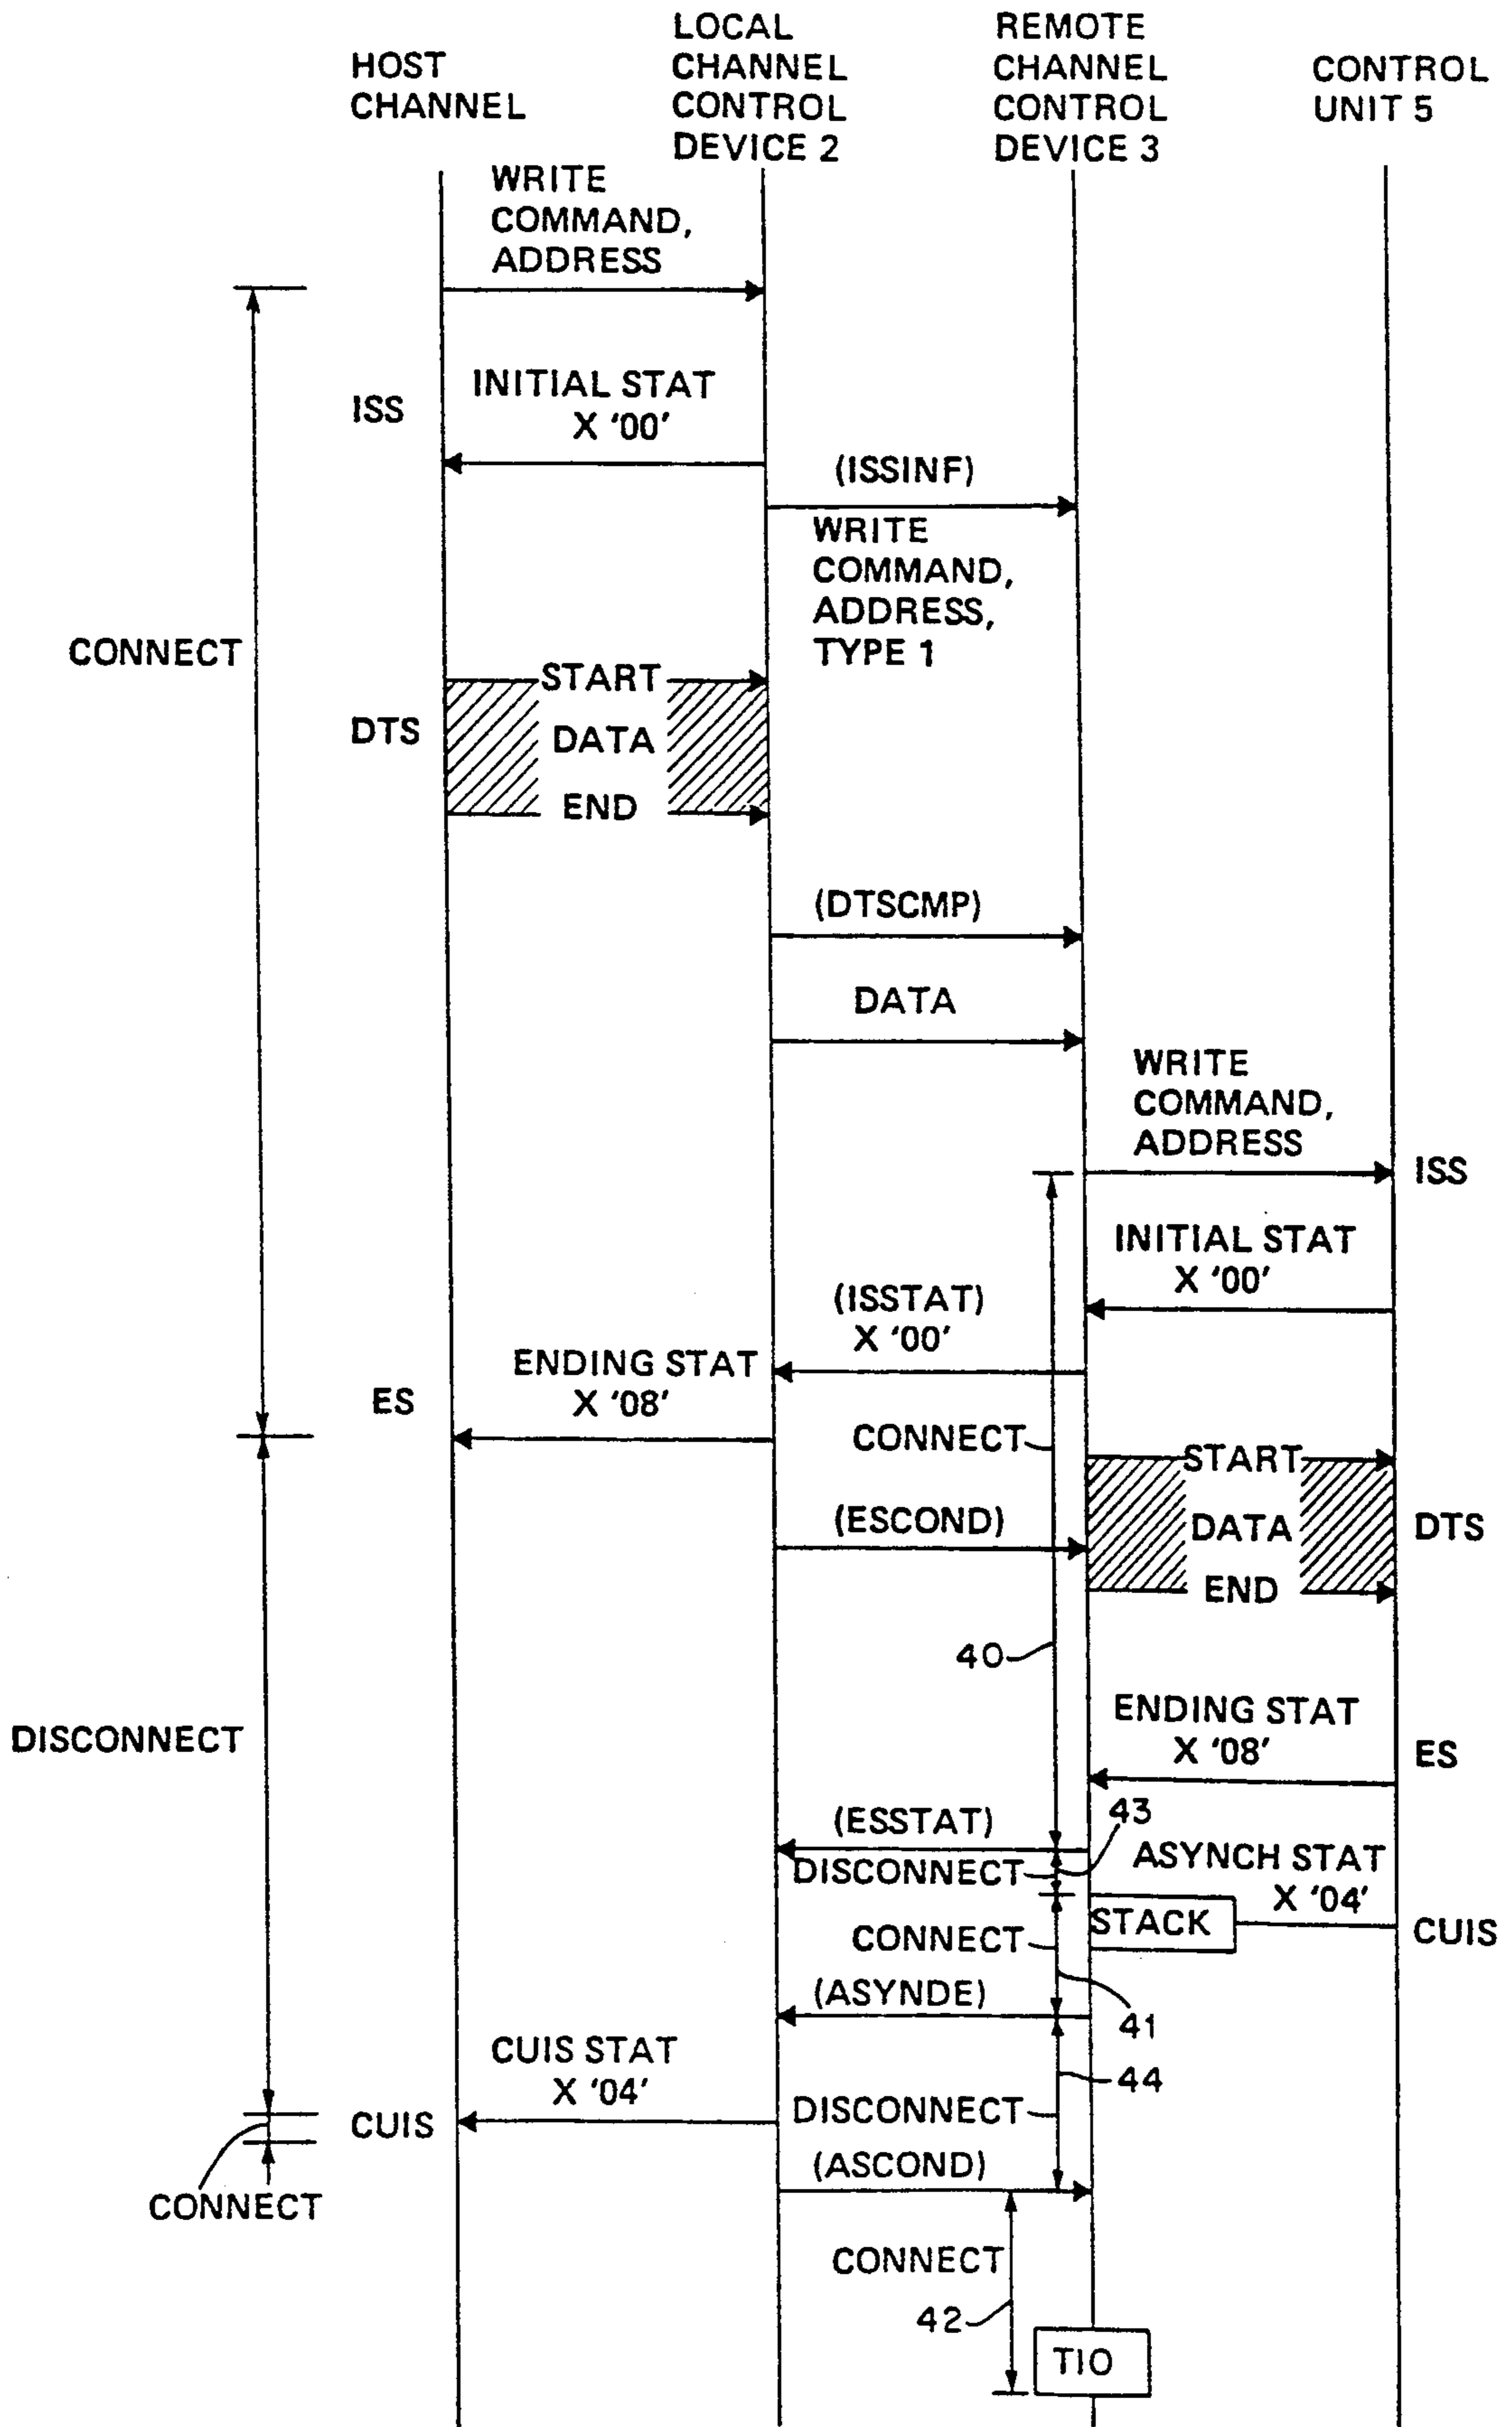 HOST
CHANNEL
LOCAL
CHANNEL
CONTROL
DEVICE 2
REMOTE
CHANNEL
CONTROL
DEVICE 3
CONTROL
UNIT 5
WRITE
COMMAND,
ADDRESS
ISS
INITIAL STAT
X '00'
(ISSINF)
WRITE
COMMAND,
ADDRESS,
TYPE 1
CONNECT
DTS
START
DATA
END
(DTSCMP)
DATA
WRITE
COMMAND,
ADDRESS
ISS
INITIAL STAT
X '00'
(ISSTAT)
X '00'
ENDING STAT
X '08'
ES
CONNECT
START
DATA
END
DTS
(ESCOND)
40
DISCONNECT
ENDING STAT
X '08'
ES
(ESSTAT)
43
DISCONNECT
ASYNCH STAT
X '04'
STACK
CUIS
CONNECT
(ASYNDE)
41
CUIS STAT
X '04'
44
CUIS
DISCONNECT
(ASCOND)
CONNECT
CONNECT
42
TIO